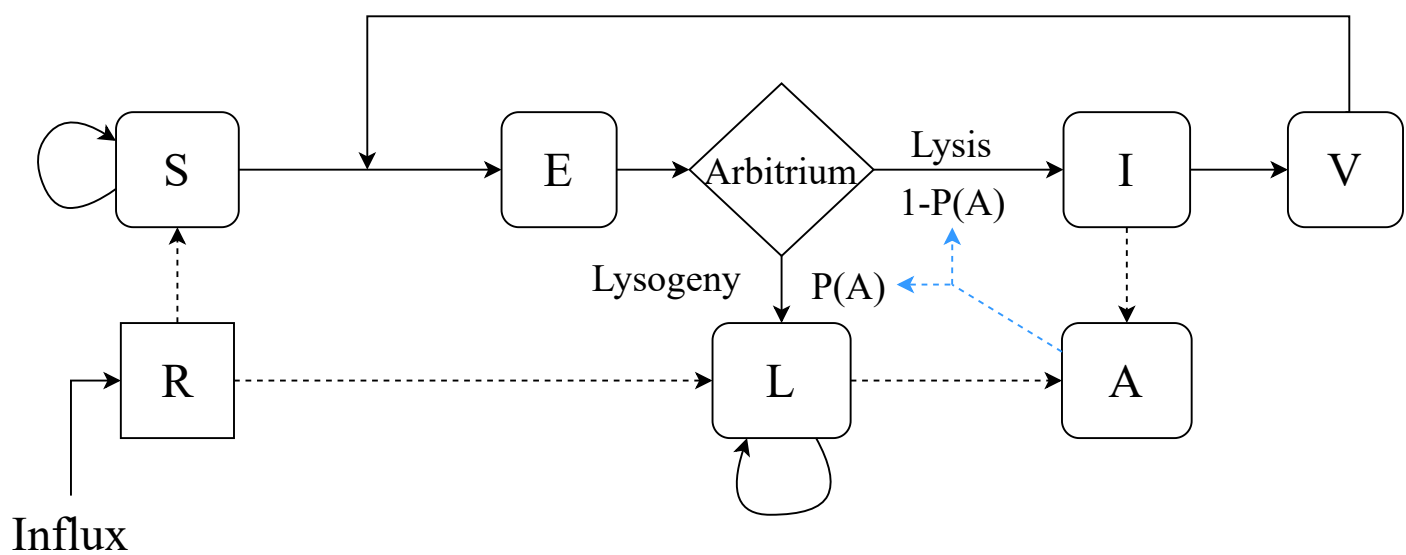 S
E
Arbitrium
Lysis
1-P(A)
I
V
Lysogeny
P(A)
R
L
A
Influx